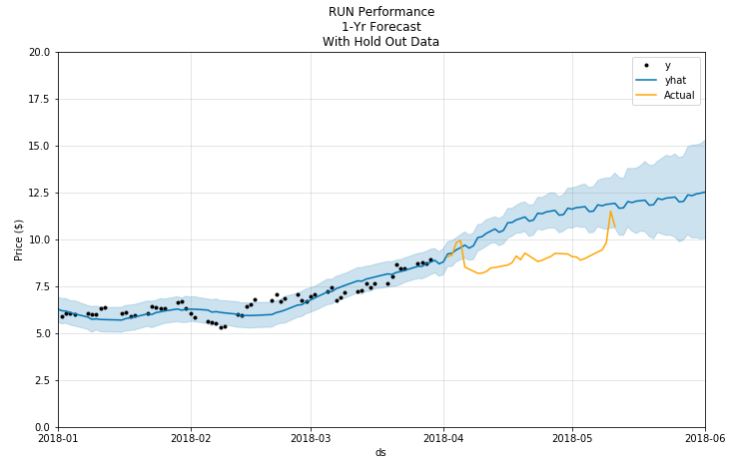 RUN Performance
1-Yr Forecast
With Hold Out Data
20.0
17.5
15.0
12.5
10.0
7.5
5.0
2.5
0.0
Price ($)
y
yhat
Actual
2018-01
2018-02
2018-03
2018-04
2018-05
2018-06
ds